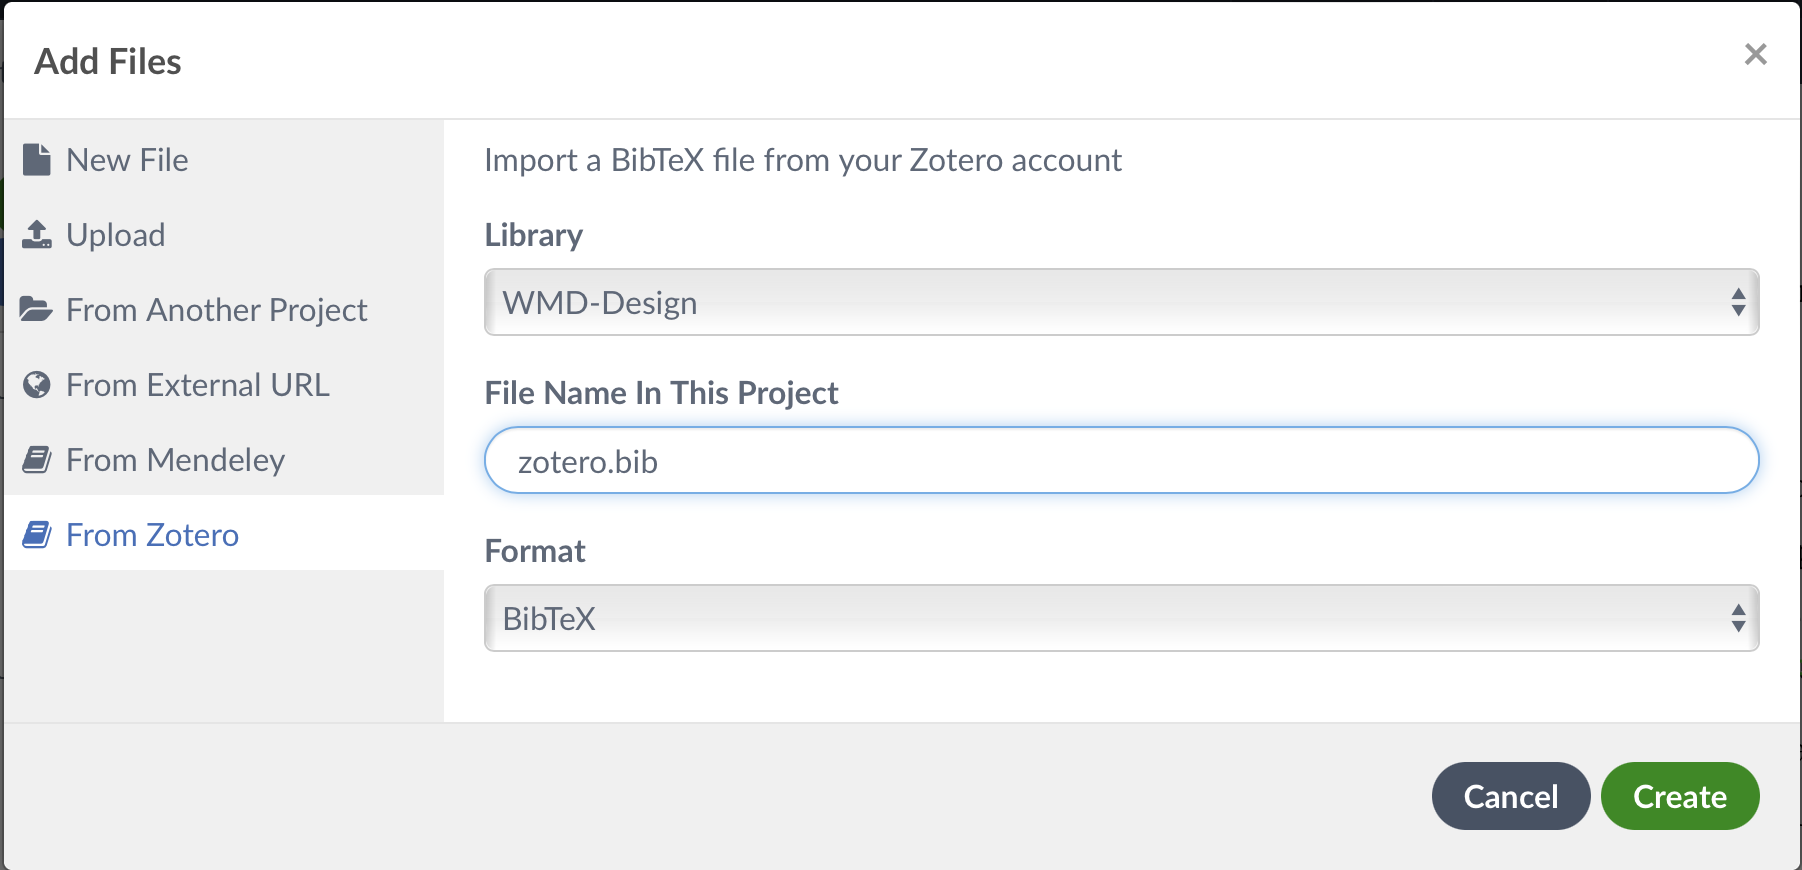 Add Files
New File
Upload
From Another Project
From External URL
From Mendeley
From Zotero
Import a BibTeX file from your Zotero account
Library
WMD-Design
File Name In This Project
zotero.bib
Format
BibTeX
Cancel
Create